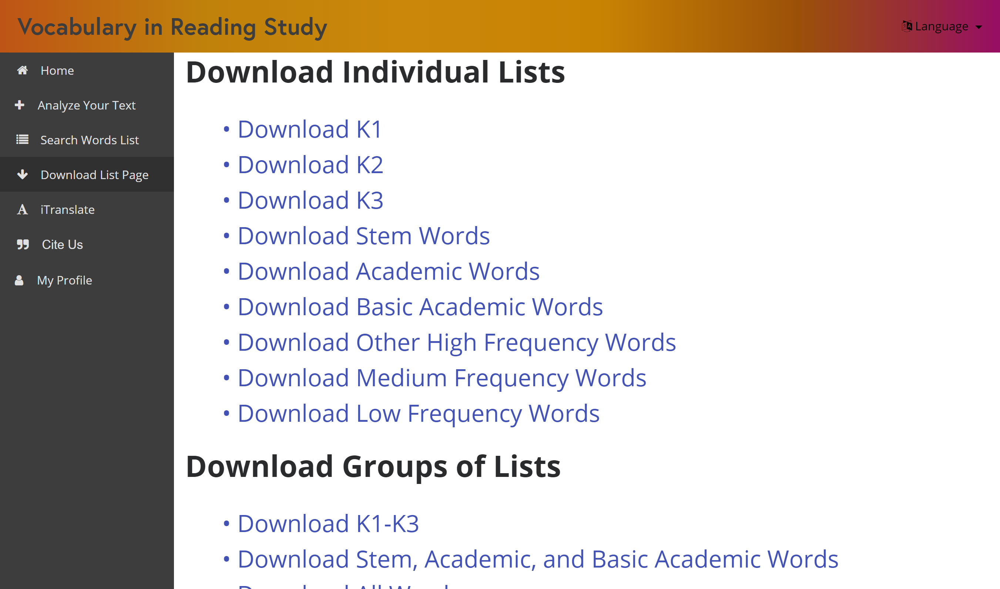 Vocabulary in Reading Study
Language
Home
Analyze Your Text
Search Words List
Download List Page
iTranslate
Cite Us
My Profile
Download Individual Lists
• Download K1
• Download K2
• Download K3
• Download Stem Words
• Download Academic Words
• Download Basic Academic Words
• Download Other High Frequency Words
• Download Medium Frequency Words
• Download Low Frequency Words
Download Groups of Lists
• Download K1-K3
• Download Stem, Academic, and Basic Academic Words